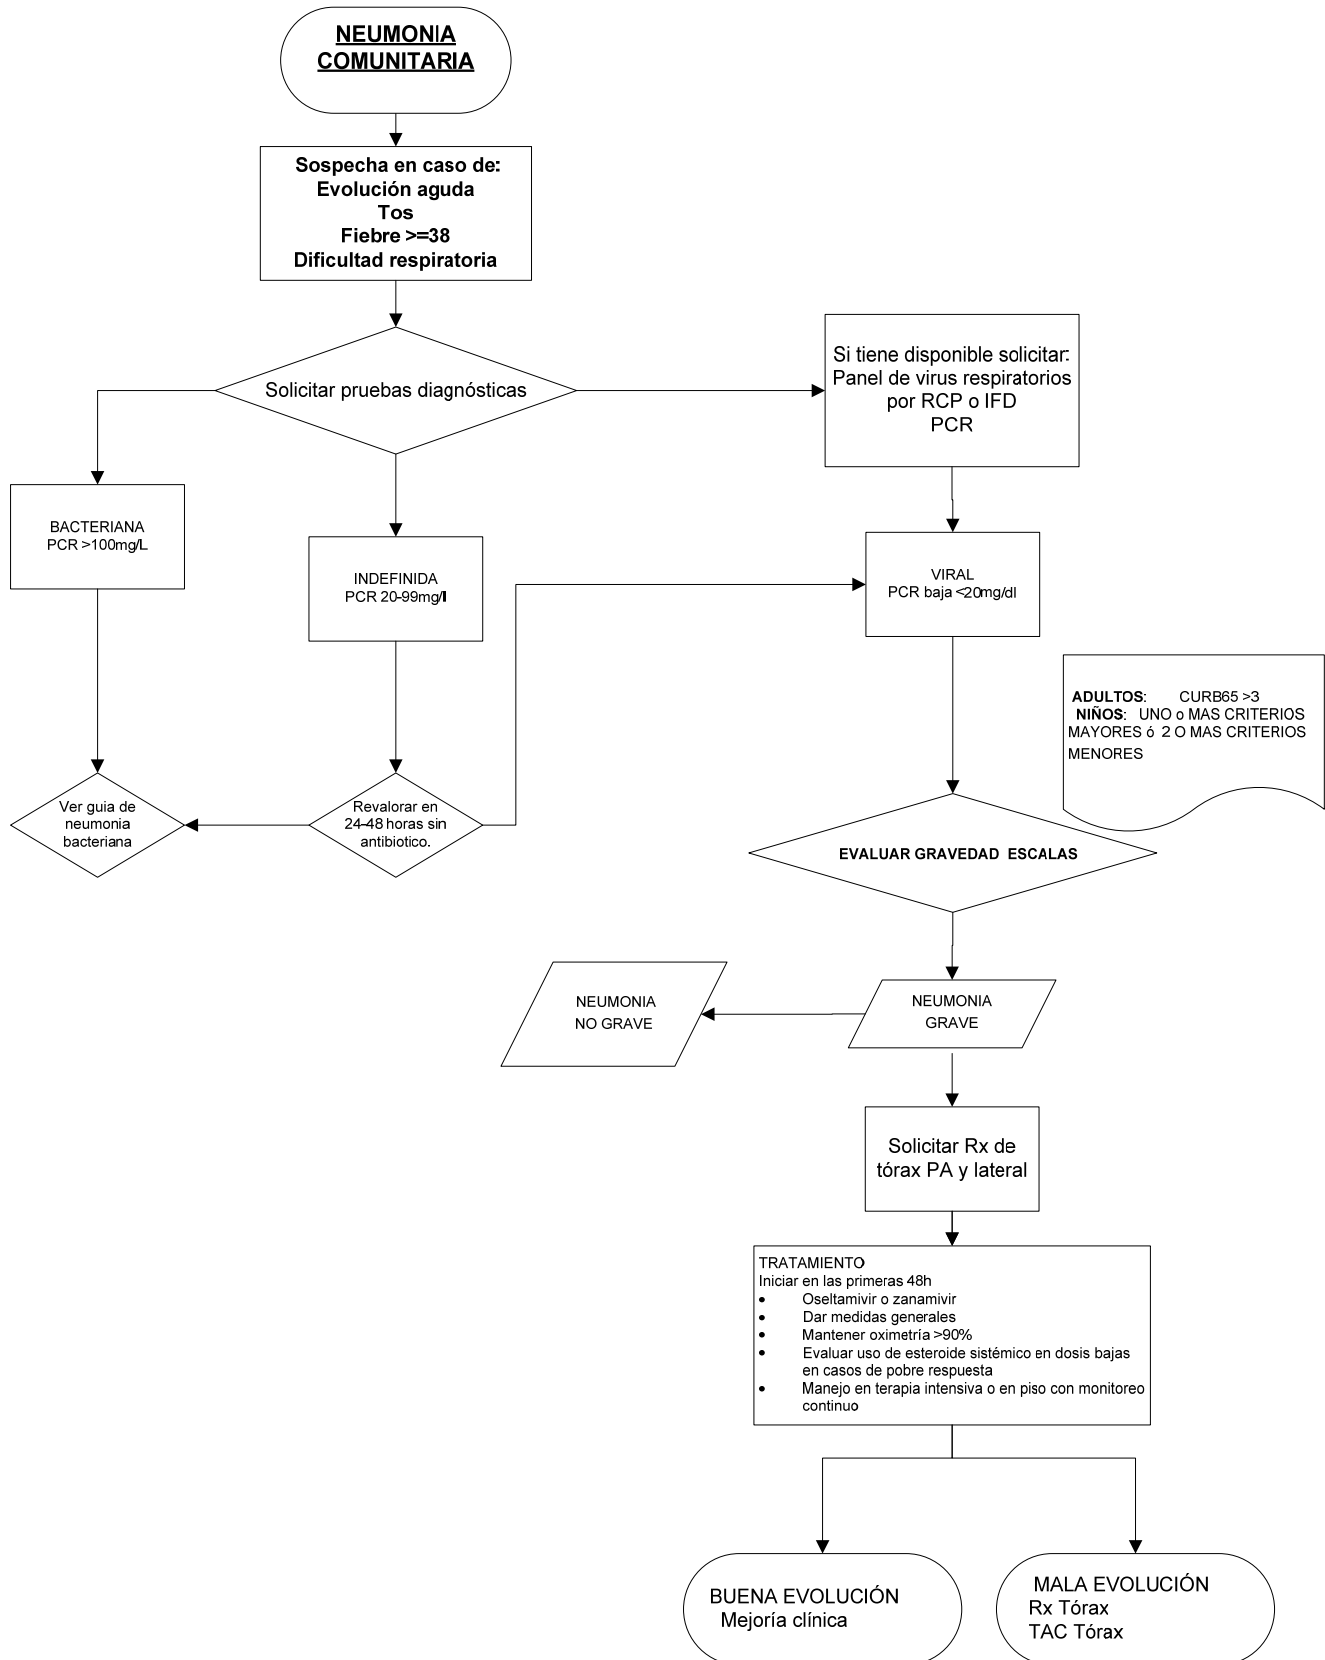 NEUMONIA
COMUNITARIA
Sospecha en caso de:
Evolución aguda
Tos
Fiebre >=38
Dificultad respiratoria
Solicitar pruebas diagnósticas
Si tiene disponible solicitar:
Panel de virus respiratorios
por RCP o IFD
PCR
BACTERIANA
PCR >100mg/L
INDEFINIDA
PCR 20-99mg/l
VIRAL
PCR baja <20mg/dl
ADULTOS: CURB65 >3
NIÑOS: UNO o MAS CRITERIOS
MAYORES ó 2 O MAS CRITERIOS
MENORES
Ver guia de
neumonia
bacteriana
Revalorar en
24-48 horas sin
antibiotico.
EVALUAR GRAVEDAD ESCALAS
NEUMONIA
NO GRAVE
NEUMONIA
GRAVE
Solicitar Rx de
tórax PA y lateral
TRATAMIENTO
Iniciar en las primeras 48h
• Oseltamivir o zanamivir
• Dar medidas generales
• Mantener oximetría >90%
• Evaluar uso de esteroide sistémico en dosis bajas
en casos de pobre respuesta
• Manejo en terapia intensiva o en piso con monitoreo
continuo
BUENA EVOLUCIÓN
Mejoría clínica
MALA EVOLUCIÓN
Rx Tórax
TAC Tórax